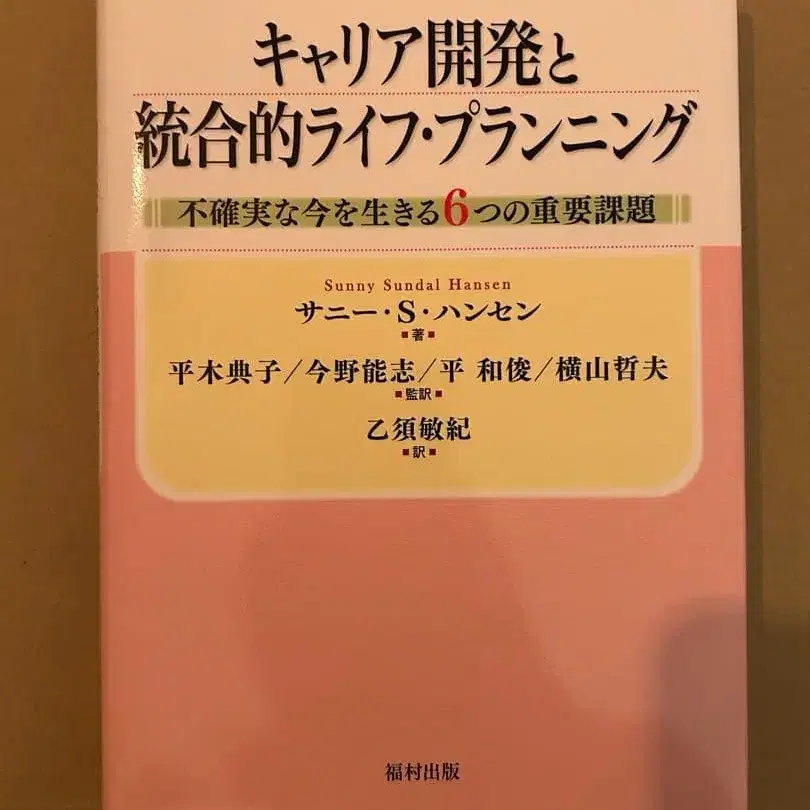 キャリア開発と
統合的ライフ・プランニング
不確実な今を生きる6つの重要課題
Sunny Sundal Hansen
サニー・S・ハンセン
■著■
平木典子/今野能志/平 和俊/横山哲夫
■監訳■
乙須敏紀
■訳■
福村出版